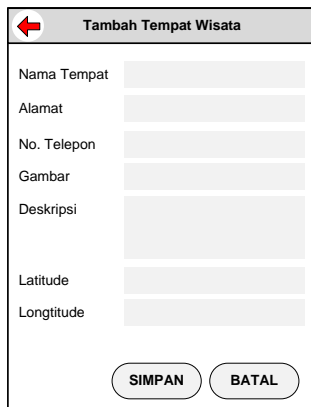 Tambah Tempat Wisata
Nama Tempat
Alamat
No. Telepon
Gambar
Deskripsi
Latitude
Longtitude
SIMPAN BATAL